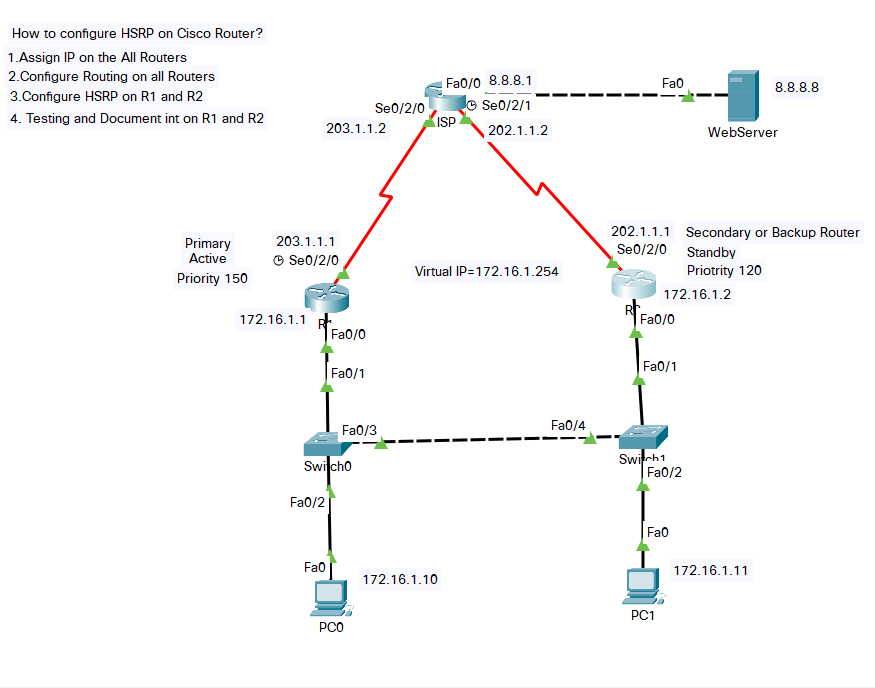 How to configure HSRP on Cisco Router?
1.Assign IP on the All Routers
2.Configure Routing on all Routers
3.Configure HSRP on R1 and R2
4. Testing and Document int on R1 and R2
Fa0/0 8.8.8.1
Fa0
8.8.8.8
Se0/2/0
Se0/2/1
203.1.1.2
ISP
202.1.1.2
WebServer
Primary
Active
Priority 150
203.1.1.1
Se0/2/0
202.1.1.1
Se0/2/0
Secondary or Backup Router
Standby
Priotrity 120
Virtual IP=172.16.1.254
172.16.1.2
172.16.1.1
Fa0/0
Fa0/0
Fa0/1
Fa0/1
Fa0/3
Fa0/4
Switch0
Switch1
Fa0/2
Fa0/2
Fa0
Fa0
172.16.1.10
172.16.1.11
PC0
PC1